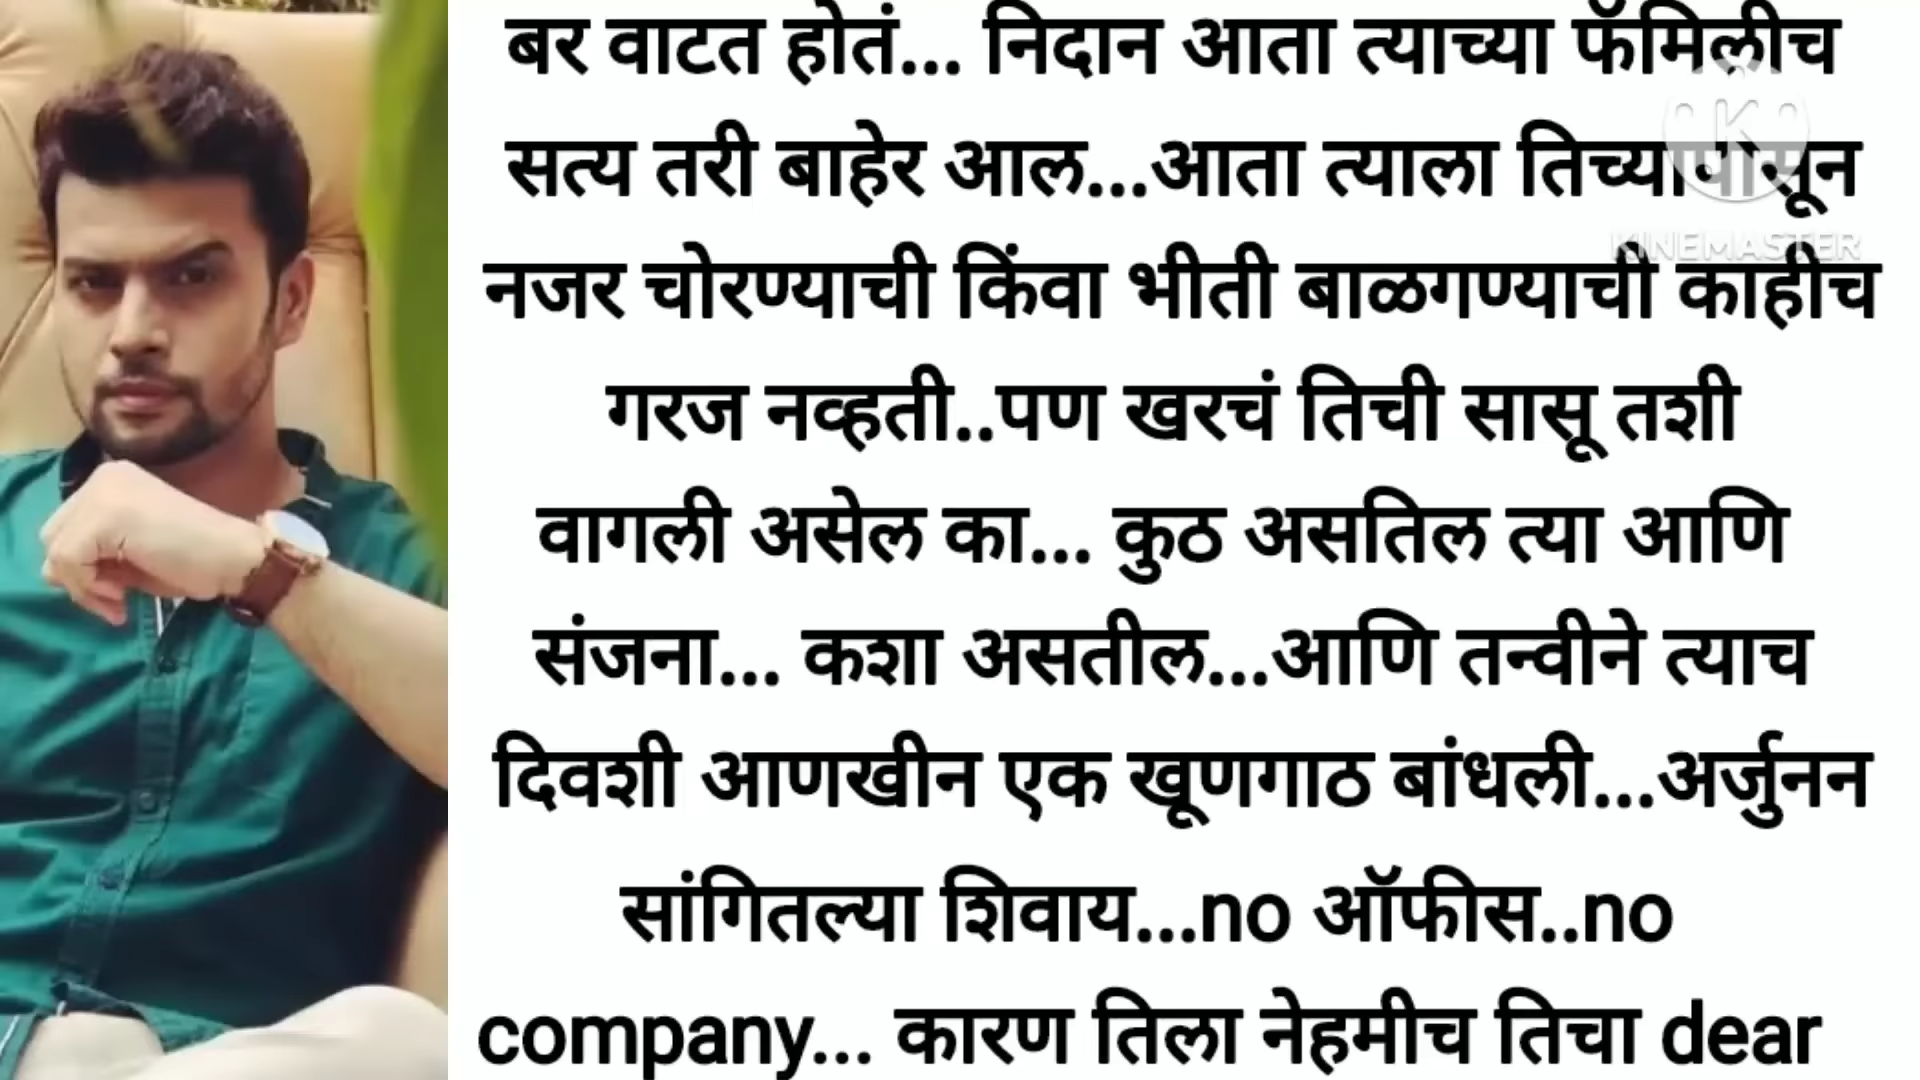 बर वाटत होतं... निदान आता त्याच्या फॅमिलीच
सत्य तरी बाहेर आल...आता त्याला तिच्यापासून
नजर चोरण्याची किंवा भीती बाळगण्याची काहीच
गरज नव्हती..पण खरचं तिची सासू तशी
वागली असेल का... कुठ असतिल त्या आणि
संजना... कशा असतील...आणि तन्वीने त्याच
दिवशी आणखीन एक खूणगाठ बांधली...अर्जुनन
सांगितल्या शिवाय...no ऑफीस..no
company... कारण तिला नेहमीच तिचा dear
K
KINEMASTER